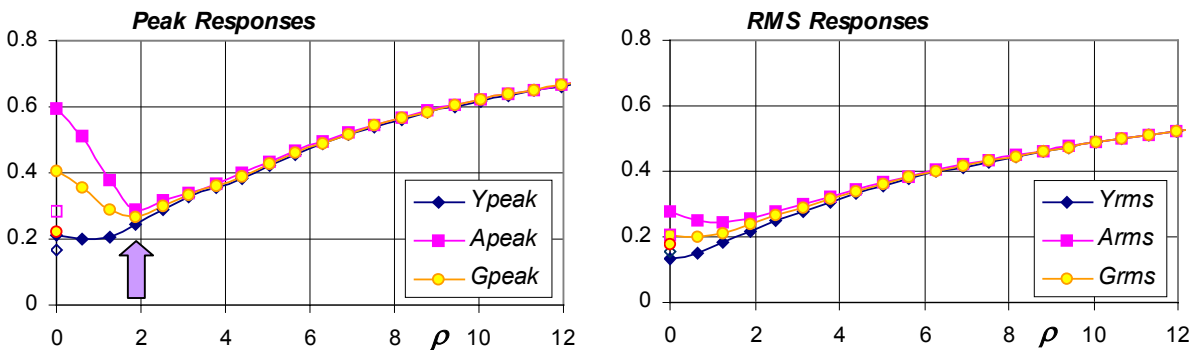 Peak Responses
0.8
0.6
0.4
0.2
0
0 2 4 6 8 ρ 10 12
Ypeak
Apeak
Gpeak
RMS Responses
0.8
0.6
0.4
0.2
0
0 2 4 6 8 ρ 10 12
Yrms
Arms
Grms